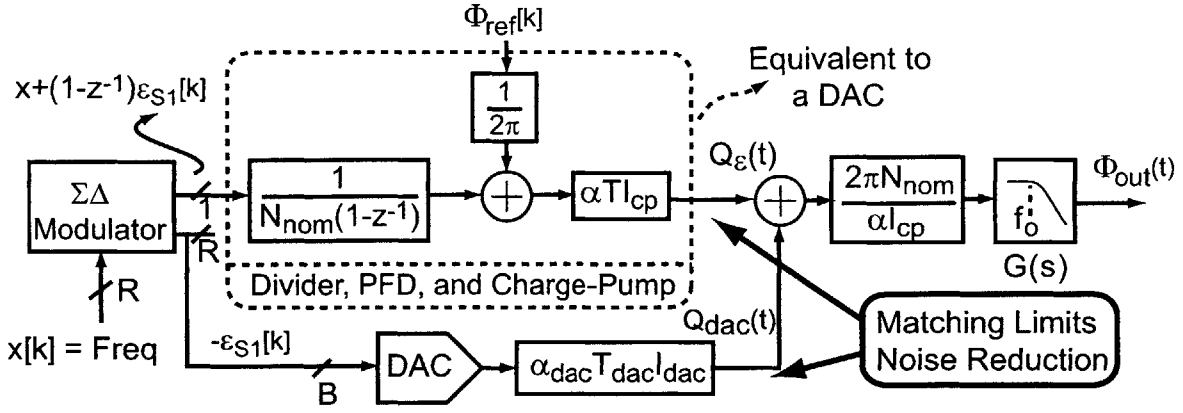 Φref[k]
x+(1-z-1)εS1[k]
1
2π
Equivalent to
a DAC
ΣΔ
Modulator
1
R
1
Nnom(1-z-1)
+
αTIcp
Qε(t)
+
2πNnom
αIcp
fo
G(s)
Φout(t)
Divider, PFD, and Charge-Pump
R
x[k] = Freq
-εS1[k]
B
DAC
αdacTdacIdac
Qdac(t)
Matching Limits
Noise Reduction